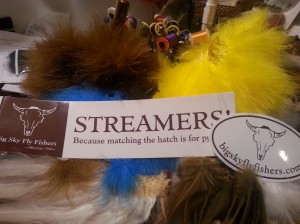 Big Sky Fly Fishers
STREAMERS!
Because matching the hatch is for
bigskyflyfishers.com